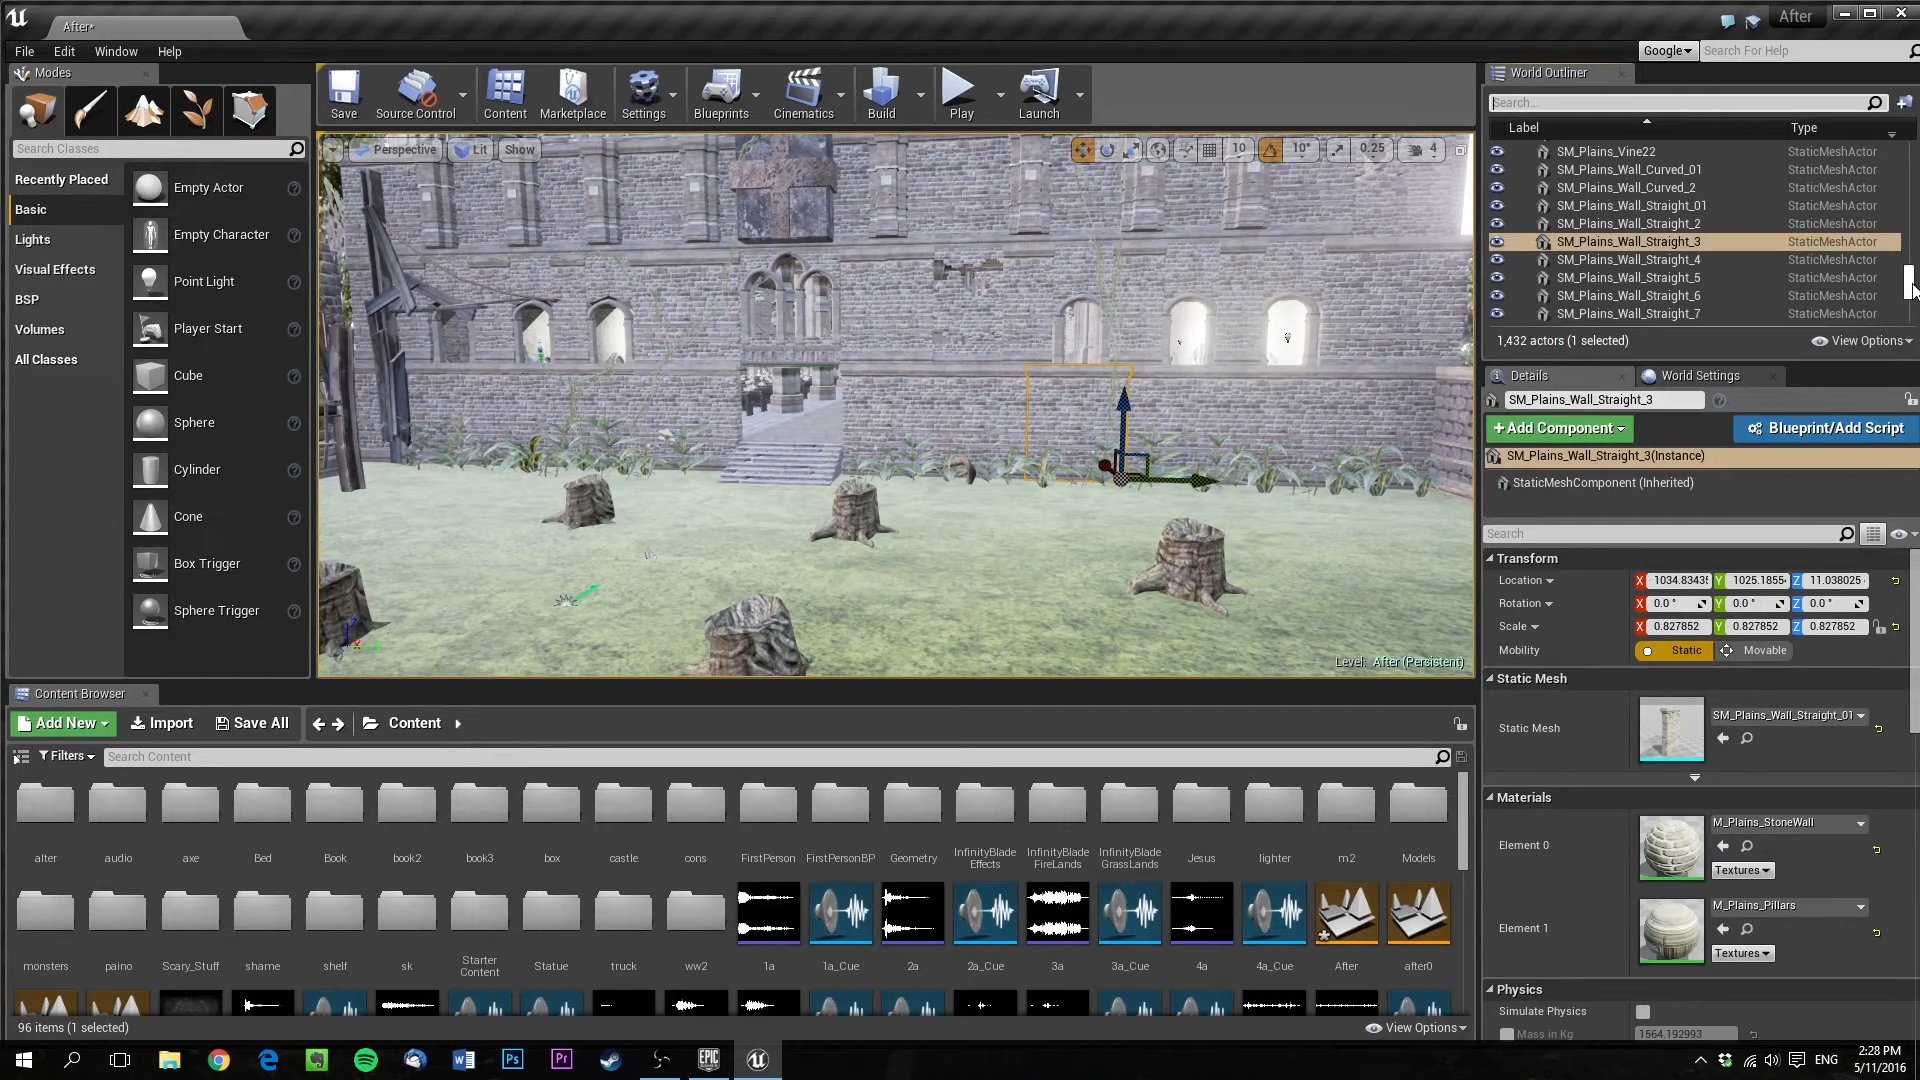 After*
After
File
Edit
Window
Help
Google
Search For Help
Modes
Search Classes
Recently Placed
Basic
Lights
Visual Effects
BSP
Volumes
All Classes
Empty Actor
Empty Character
Point Light
Player Start
Cube
Sphere
Cylinder
Cone
Box Trigger
Sphere Trigger
Save
Source Control
Content
Marketplace
Settings
Blueprints
Cinematics
Build
Play
Launch
Perspective
Lit
Show
10
10°
0.25
4
Level: After (Persistent)
World Outliner
Search...
Label
Type
SM_Plains_Vine22 StaticMeshActor
SM_Plains_Wall_Curved_01 StaticMeshActor
SM_Plains_Wall_Curved_2 StaticMeshActor
SM_Plains_Wall_Straight_01 StaticMeshActor
SM_Plains_Wall_Straight_2 StaticMeshActor
SM_Plains_Wall_Straight_3 StaticMeshActor
SM_Plains_Wall_Straight_4 StaticMeshActor
SM_Plains_Wall_Straight_5 StaticMeshActor
SM_Plains_Wall_Straight_6 StaticMeshActor
SM_Plains_Wall_Straight_7 StaticMeshActor
1,432 actors (1 selected)
View Options
Details
World Settings
SM_Plains_Wall_Straight_3
+Add Component
Blueprint/Add Script
SM_Plains_Wall_Straight_3(Instance)
StaticMeshComponent (Inherited)
Search
Transform
Location X 1034.8343 Y 1025.1855 Z 11.038025
Rotation X 0.0 ° Y 0.0 ° Z 0.0 °
Scale X 0.827852 Y 0.827852 Z 0.827852
Mobility Static Movable
Static Mesh
Static Mesh
SM_Plains_Wall_Straight_01
Materials
Element 0
M_Plains_StoneWall
Textures
Element 1
M_Plains_Pillars
Textures
Physics
Simulate Physics
Mass in Kg 1564.192993
Content Browser
Add New
Import
Save All
Content
Filters
Search Content
alter
audio
axe
Bed
Book
book2
book3
box
castle
cons
FirstPerson
FirstPersonBP
Geometry
InfinityBlade
Effects
InfinityBlade
FireLands
InfinityBlade
GrassLands
Jesus
lighter
m2
Models
monsters
paino
Scary_Stuff
shame
shelf
sk
Starter
Content
Statue
truck
ww2
1a
1a_Cue
2a
2a_Cue
3a
3a_Cue
4a
4a_Cue
After
after0
96 items (1 selected)
View Options
Ps
Pr
EPIC
GAMES
ENG
2:28 PM
5/11/2016